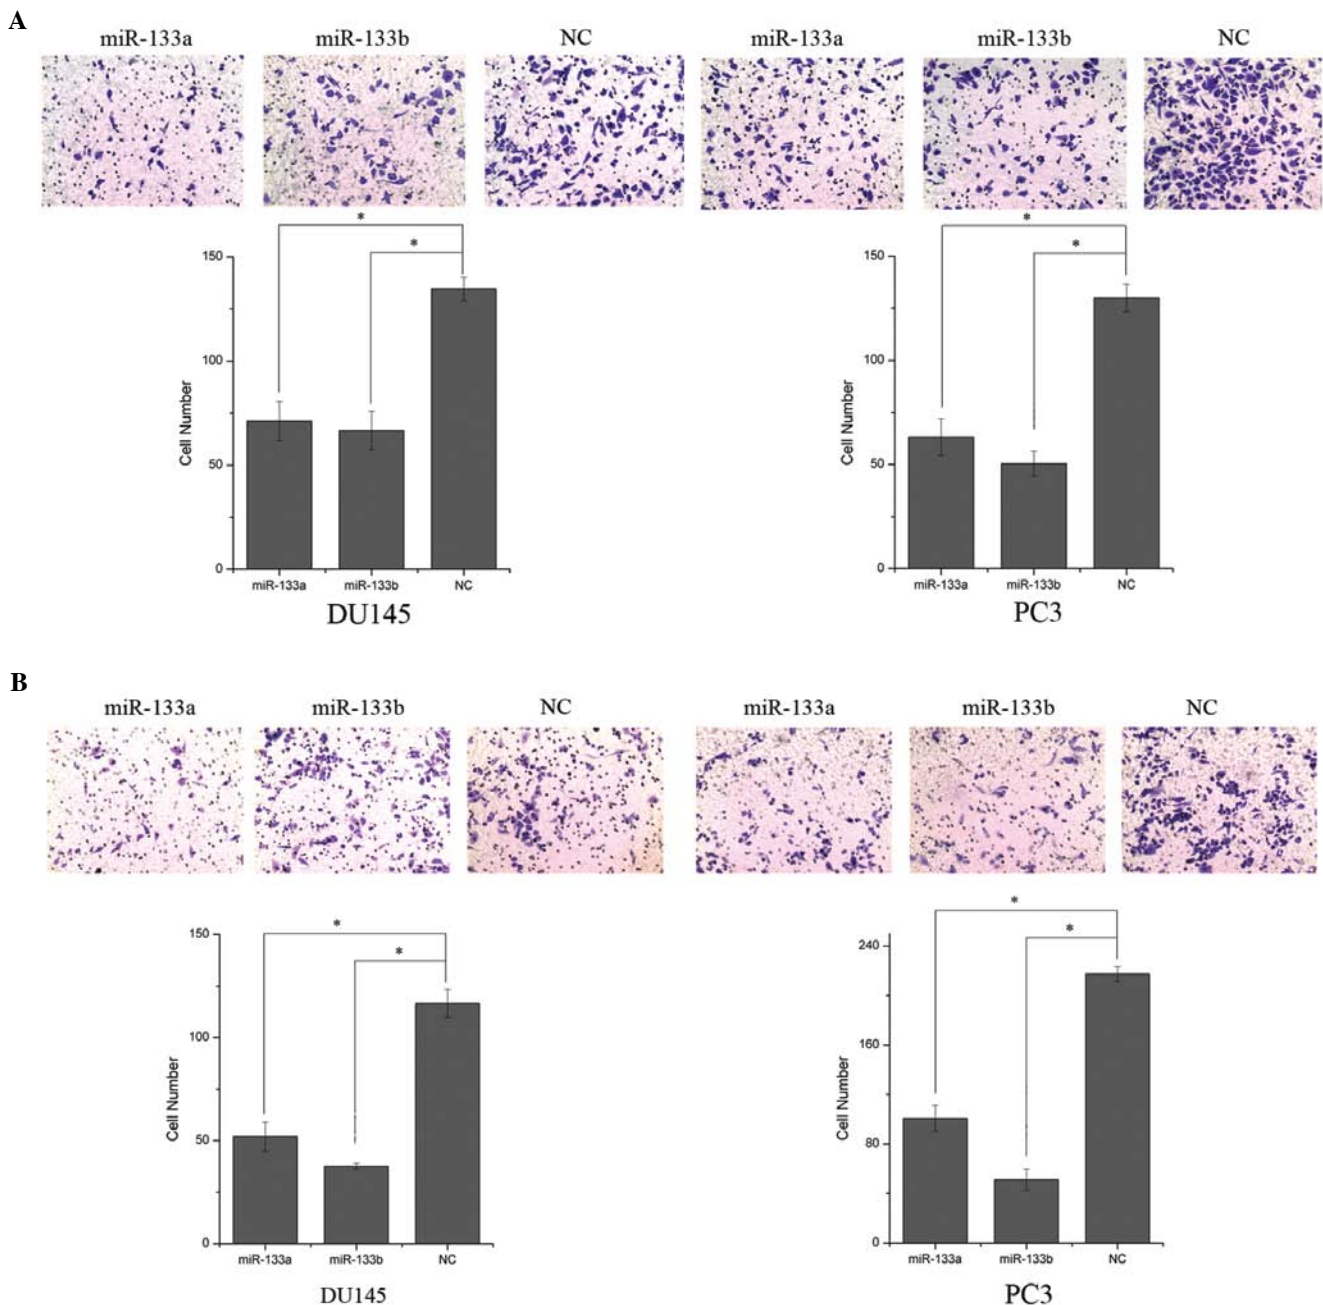 A
miR-133a miR-133b NC miR-133a miR-133b NC
* *
* *
150 150
100 100
50 50
0 0
Cell Number Cell Number
miR-133a miR-133b NC miR-133a miR-133b NC
DU145 PC3
B
miR-133a miR-133b NC miR-133a miR-133b NC
* *
* *
150 240
100 160
50 80
0 0
Cell Number Cell Number
miR-133a miR-133b NC miR-133a miR-133b NC
DU145 PC3